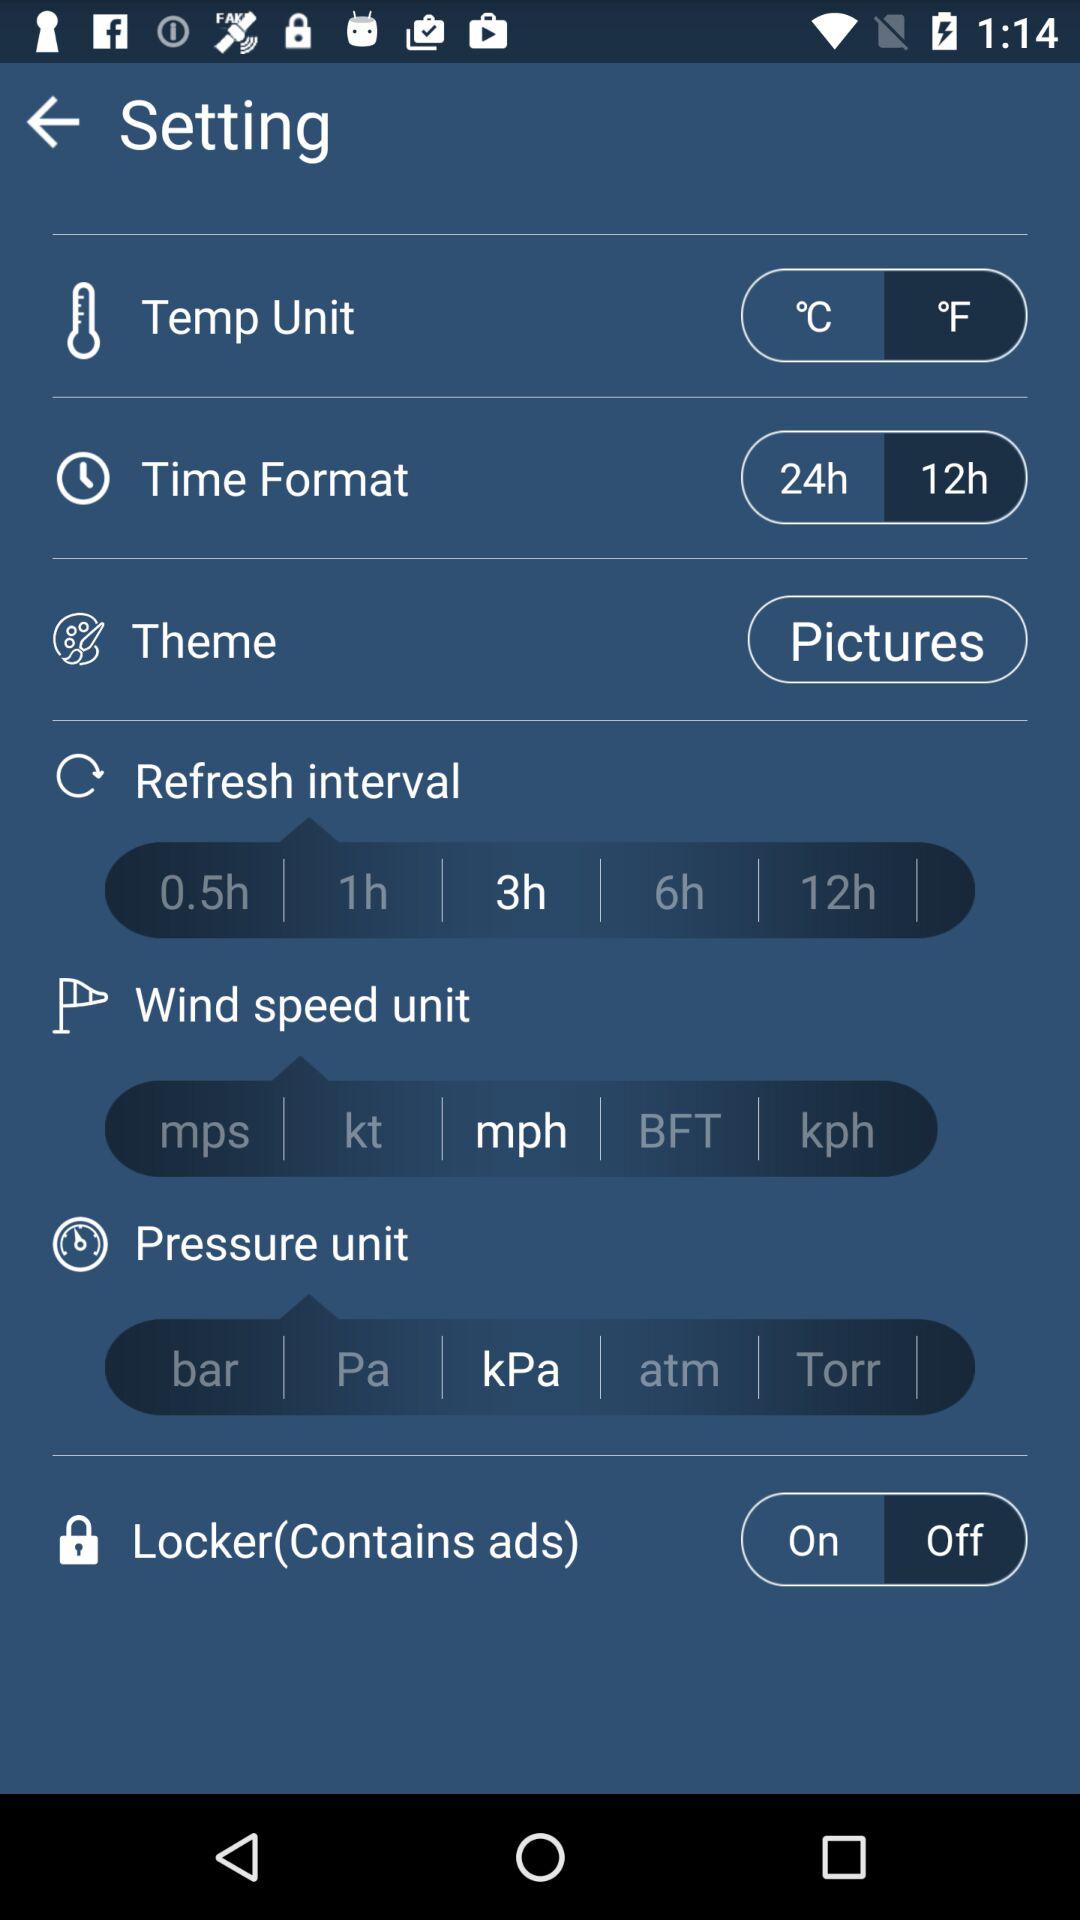 FAKE 1:14
Setting
Temp Unit ℃ ℉
Time Format 24h 12h
Theme Pictures
Refresh interval
0.5h 1h 3h 6h 12h
Wind speed unit
mps kt mph BFT kph
Pressure unit
bar Pa kPa atm Torr
Locker(Contains ads) On Off